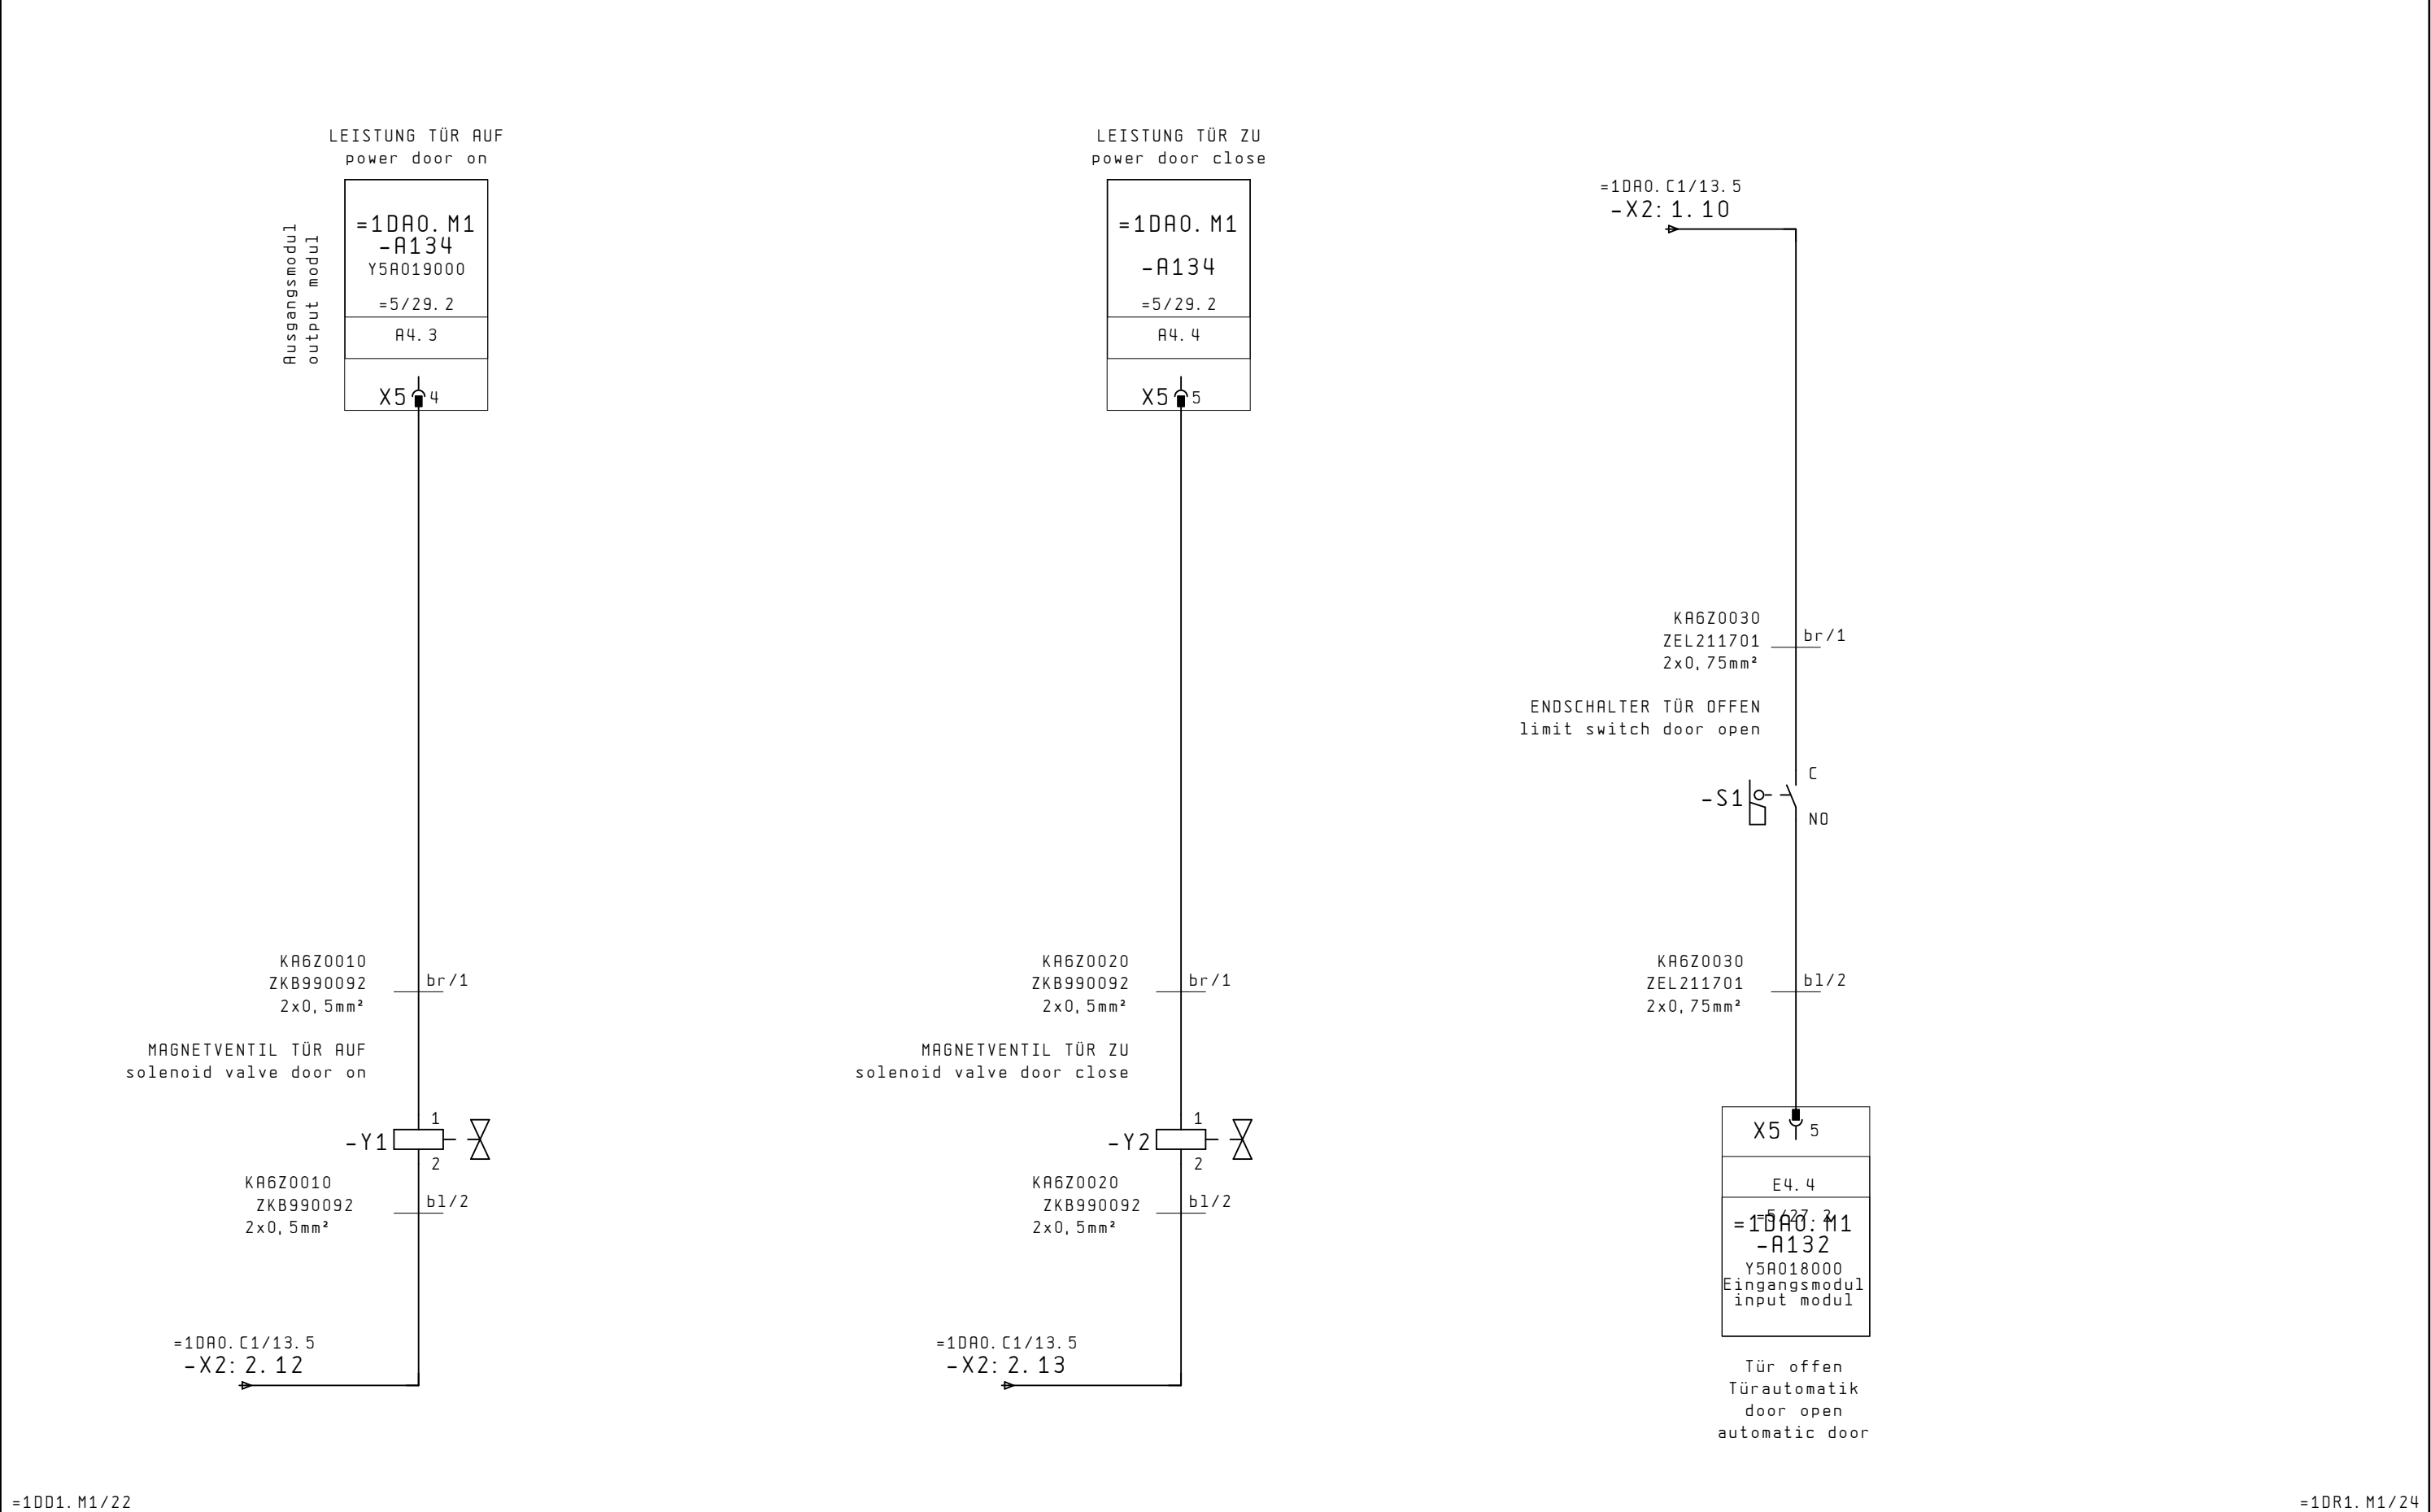 LEISTUNG TÜR AUF
power door on
Ausgangsmodul
output modul
=1DA0.M1
-A134
Y5A019000
=5/29.2
A4.3
X5 4
KA6Z0010
ZKB990092
2x0,5mm²
br/1
MAGNETVENTIL TÜR AUF
solenoid valve door on
1
-Y1
2
KA6Z0010
ZKB990092
2x0,5mm²
bl/2
=1DA0.C1/13.5
-X2:2.12
LEISTUNG TÜR ZU
power door close
=1DA0.M1
-A134
=5/29.2
A4.4
X5 5
KA6Z0020
ZKB990092
2x0,5mm²
br/1
MAGNETVENTIL TÜR ZU
solenoid valve door close
1
-Y2
2
KA6Z0020
ZKB990092
2x0,5mm²
bl/2
=1DA0.C1/13.5
-X2:2.13
=1DA0.C1/13.5
-X2:1.10
KA6Z0030
ZEL211701
2x0,75mm²
br/1
ENDSCHALTER TÜR OFFEN
limit switch door open
C
-S1
NO
KA6Z0030
ZEL211701
2x0,75mm²
bl/2
X5 5
E4.4
=5/27.2
=1DA0.M1
-A132
Y5A018000
Eingangsmodul
input modul
Tür offen
Türautomatik
door open
automatic door
=1DD1.M1/22
=1DR1.M1/24